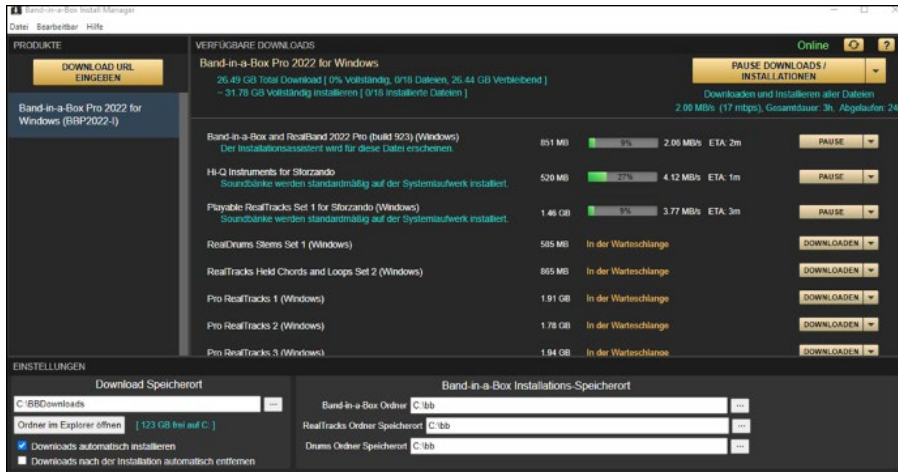 Band-in-a-Box Install Manager
Datei Bearbeitbar Hilfe
PRODUKTE
DOWNLOAD URL
EINGEBEN
Band-in-a-Box Pro 2022 for
Windows (BBP2022-I)
VERFÜGBARE DOWNLOADS
Online
?
Band-in-a-Box Pro 2022 for Windows
26.49 GB Total Download [ 0% Vollständig, 0/18 Dateien, 26.44 GB Verbleibend ]
~ 31.78 GB Vollständig installieren [ 0/18 Installierte Dateien ]
PAUSE DOWNLOADS /
INSTALLATIONEN
Downloaden und Installieren aller Dateien
2.00 MB/s (17 mbps), Gesamtdauer: 3h, Abgelaufen: 24
Band-in-a-Box and RealBand 2022 Pro (build 923) (Windows) 851 MB 9% 2.06 MB/s ETA: 2m PAUSE
Der Installationsassistent wird für diese Datei erscheinen.
Hi-Q Instruments for Sforzando 520 MB 27% 4.12 MB/s ETA: 1m PAUSE
Soundbänke werden standardmäßig auf der Systemlaufwerk installiert.
Playable RealTracks Set 1 for Sforzando (Windows) 1.46 GB 9% 3.77 MB/s ETA: 3m PAUSE
Soundbänke werden standardmäßig auf der Systemlaufwerk installiert.
RealDrums Stems Set 1 (Windows) 585 MB In der Warteschlange DOWNLOADEN
RealTracks Held Chords and Loops Set 2 (Windows) 865 MB In der Warteschlange DOWNLOADEN
Pro RealTracks 1 (Windows) 1.91 GB In der Warteschlange DOWNLOADEN
Pro RealTracks 2 (Windows) 1.78 GB In der Warteschlange DOWNLOADEN
Pro RealTracks 3 (Windows) 1.94 GB In der Warteschlange DOWNLOADEN
EINSTELLUNGEN
Download Speicherort
C:\BBDownloads ...
Ordner im Explorer öffnen [ 123 GB frei auf C: ]
Downloads automatisch installieren
Downloads nach der Installation automatisch entfernen
Band-in-a-Box Installations-Speicherort
Band-in-a-Box Ordner C:\bb ...
RealTracks Ordner Speicherort C:\bb ...
Drums Ordner Speicherort C:\bb ...